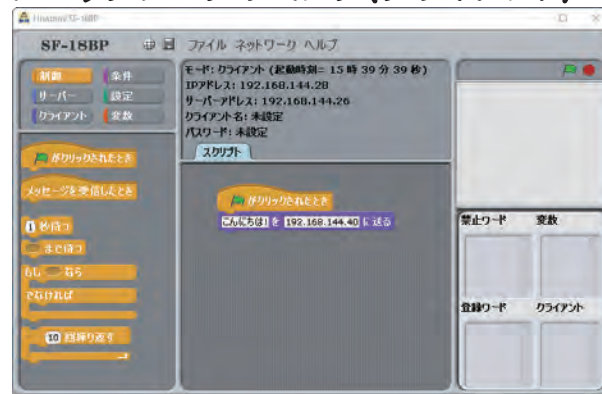 SF-18BP
ファイル ネットワーク ヘルプ
制御
条件
サーバー
設定
クライアント
変数
モード: クライアント (起動時刻= 15 時 39 分 39 秒)
IPアドレス: 192.168.144.28
サーバーアドレス: 192.168.144.26
クライアント名: 未設定
パスワード: 未設定
スクリプト
がクリックされたとき
メッセージを受信したとき
1 秒待つ
まで待つ
もし なら
でなければ
10 回繰り返す
がクリックされたとき
こんにちは! を 192.168.144.40 に送る
禁止ワード
変数
登録ワード
クライアント